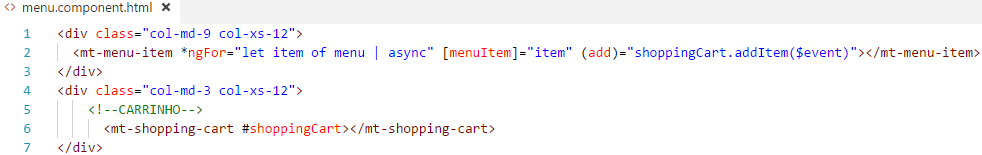 <> menu.component.html ×
1 <div class="col-md-9 col-xs-12">
2 <mt-menu-item *ngFor="let item of menu | async" [menuItem]="item" (add)="shoppingCart.addItem($event)"></mt-menu-item>
3 </div>
4 <div class="col-md-3 col-xs-12">
5 <!--CARRINHO-->
6 <mt-shopping-cart #shoppingCart></mt-shopping-cart>
7 </div>